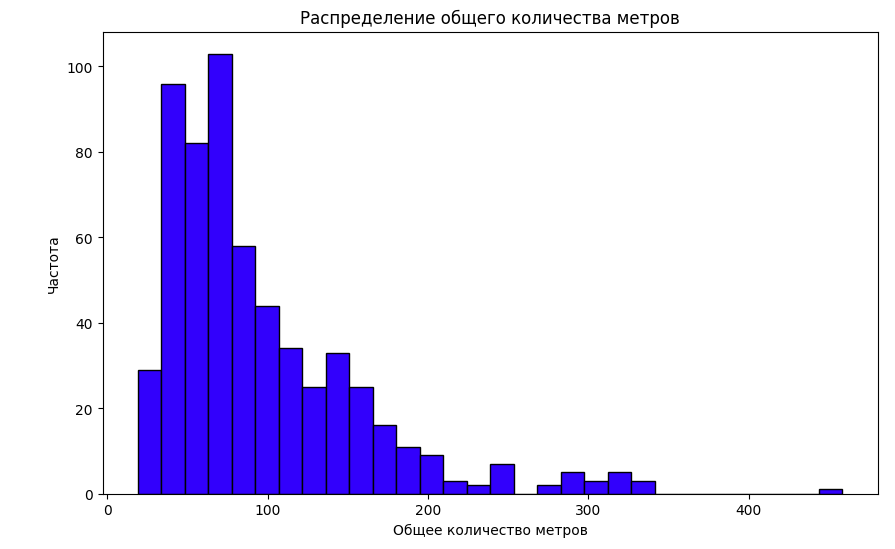 Распределение общего количества метров
100
80
60
40
20
0
Частота
0 100 200 300 400
Общее количество метров